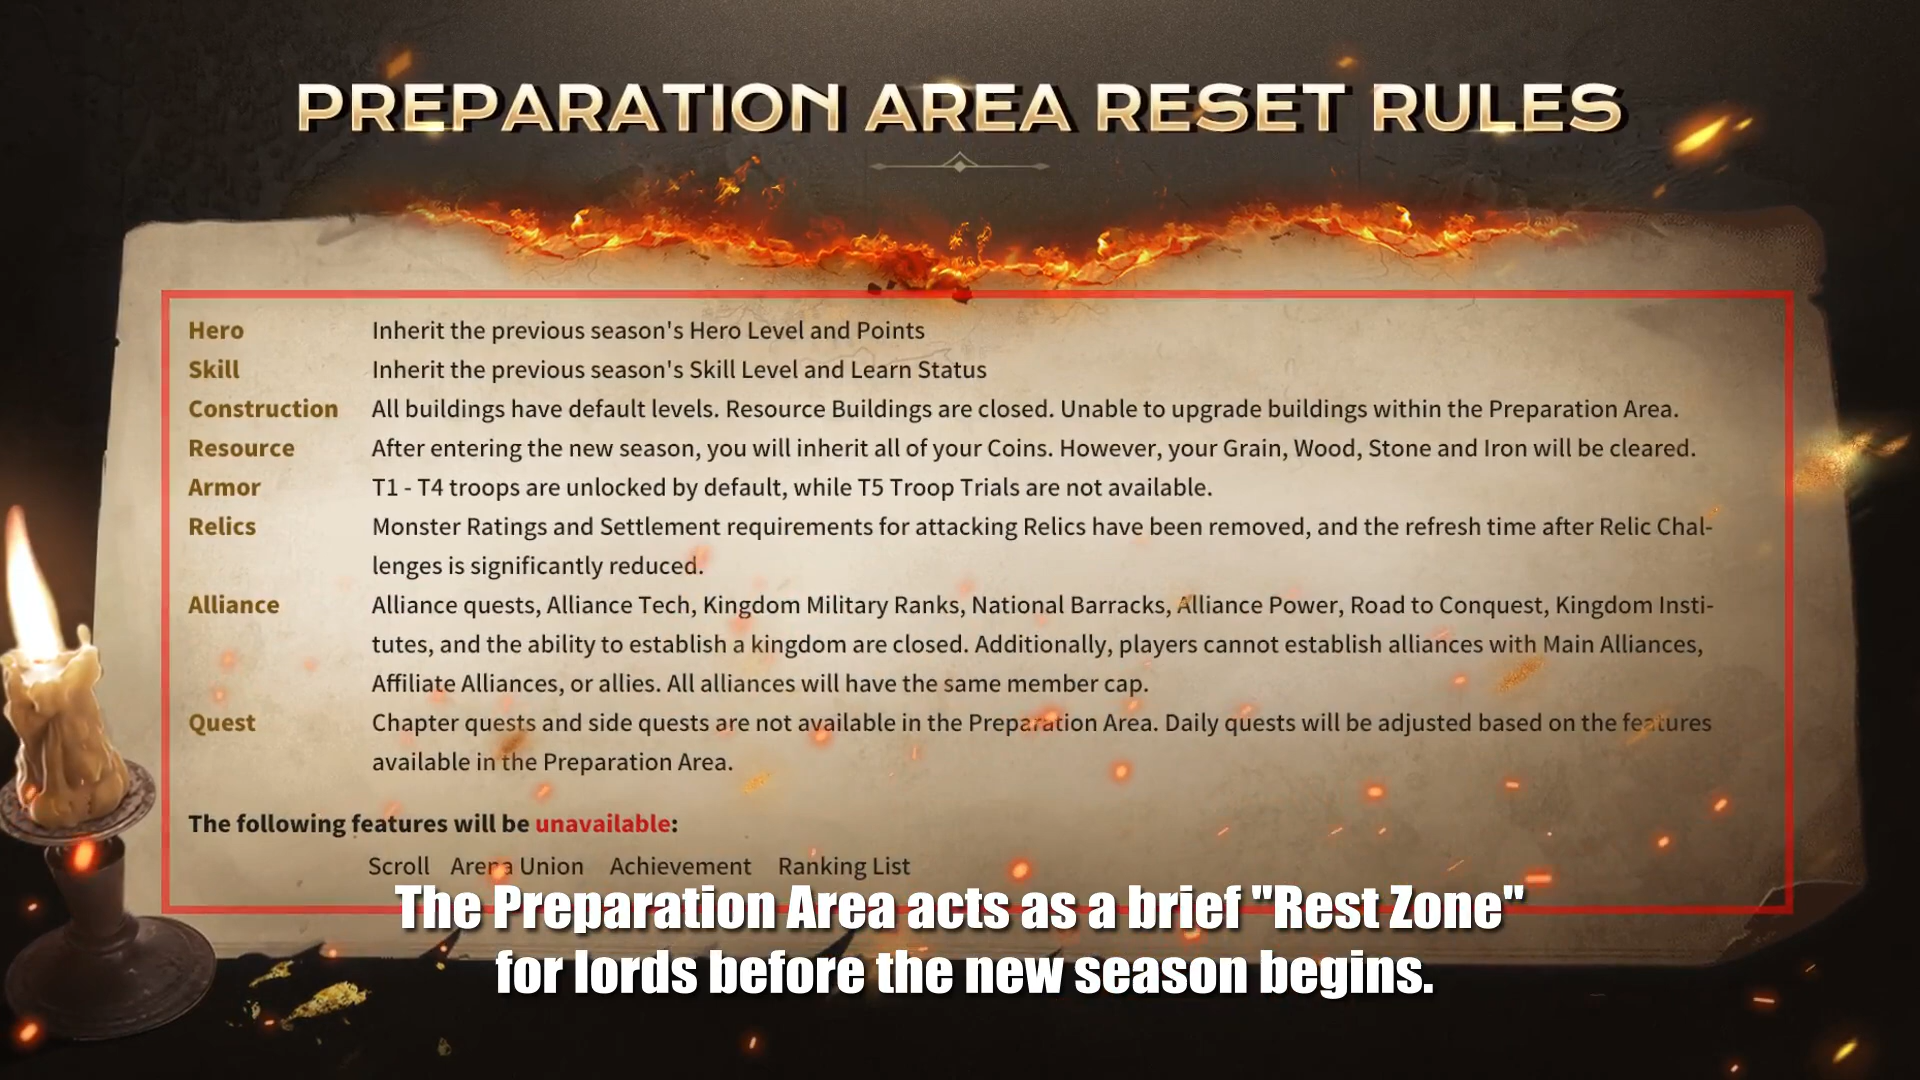 PREPARATION AREA RESET RULES
Hero Inherit the previous season's Hero Level and Points
Skill Inherit the previous season's Skill Level and Learn Status
Construction All buildings have default levels. Resource Buildings are closed. Unable to upgrade buildings within the Preparation Area.
Resource After entering the new season, you will inherit all of your Coins. However, your Grain, Wood, Stone and Iron will be cleared.
Armor T1 - T4 troops are unlocked by default, while T5 Troop Trials are not available.
Relics Monster Ratings and Settlement requirements for attacking Relics have been removed, and the refresh time after Relic Chal-
lenges is significantly reduced.
Alliance Alliance quests, Alliance Tech, Kingdom Military Ranks, National Barracks, Alliance Power, Road to Conquest, Kingdom Insti-
tutes, and the ability to establish a kingdom are closed. Additionally, players cannot establish alliances with Main Alliances,
Affiliate Alliances, or allies. All alliances will have the same member cap.
Quest Chapter quests and side quests are not available in the Preparation Area. Daily quests will be adjusted based on the features
available in the Preparation Area.
The following features will be unavailable:
Scroll Arena Union Achievement Ranking List
The Preparation Area acts as a brief "Rest Zone"
for lords before the new season begins.